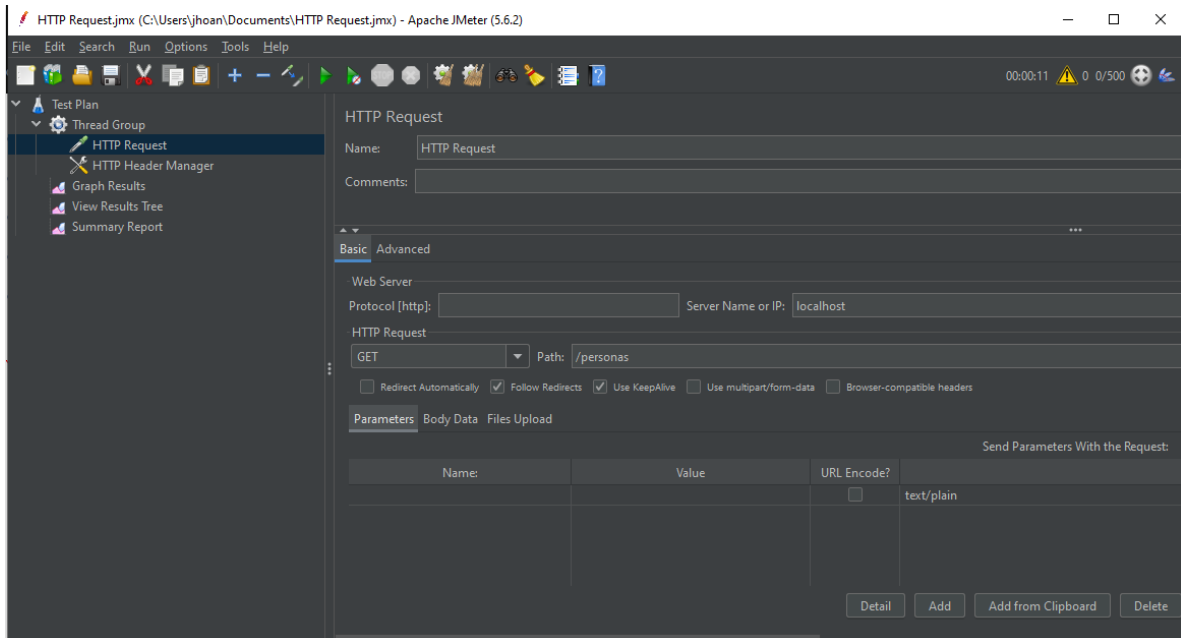 HTTP Request.jmx (C:\Users\jhoan\Documents\HTTP Request.jmx) - Apache JMeter (5.6.2)
File Edit Search Run Options Tools Help
00:00:11 0 0/500
Test Plan
Thread Group
HTTP Request
HTTP Header Manager
Graph Results
View Results Tree
Summary Report
HTTP Request
Name: HTTP Request
Comments:
Basic Advanced
Web Server
Protocol [http]: Server Name or IP: localhost
HTTP Request
GET Path: /personas
Redirect Automatically Follow Redirects Use KeepAlive Use multipart/form-data Browser-compatible headers
Parameters Body Data Files Upload
Send Parameters With the Request:
Name: Value URL Encode?
text/plain
Detail Add Add from Clipboard Delete